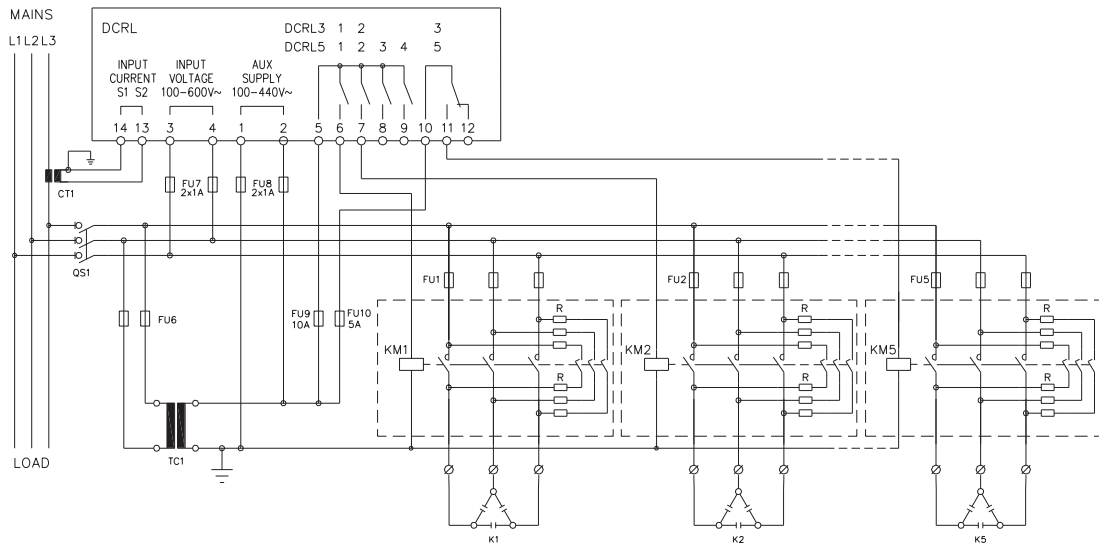 MAINS
L1 L2 L3
DCRL
DCRL3 1 2 3
DCRL5 1 2 3 4 5
INPUT CURRENT S1 S2
INPUT VOLTAGE 100-600V~
AUX SUPPLY 100-440V~
14 13 3 4 1 2 5 6 7 8 9 10 11 12
CT1
FU7 2x1A
FU8 2x1A
QS1
FU1
FU2
FU5
FU6
FU9 10A
FU10 5A
R
R
R
KM1
KM2
KM5
R
R
R
TC1
LOAD
K1
K2
K5